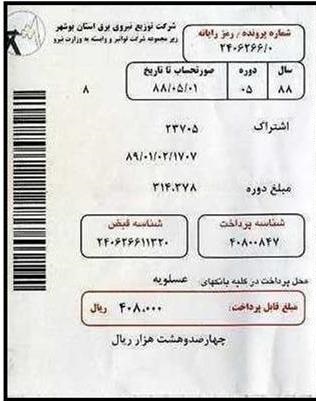 شرکت توزیع نیروی برق استان بوشهر
زیر مجموعه شرکت توانیر و وابسته به وزارت نیرو
شماره پرونده / رمز رایانه
۲۴۰۶۲۶۶/۰
سال دوره صورتحساب تا تاریخ
۸۸ ۰۵ ۸۸/۰۵/۰۱ ۸
اشتراک ۲۳۷۰۵
۸۹/۰۱/۰۲/۱۷۰۷
مبلغ دوره ۳۱۴.۳۷۸
شناسه پرداخت شناسه قبض
۴۰۸۰۰۸۴۷ ۲۴۰۶۲۶۶۱۱۳۲۰
محل پرداخت در کلیه بانکهای: عسلویه
مبلغ قابل پرداخت: ۴۰۸،۰۰۰ ریال
چهارصدوهشت هزار ریال